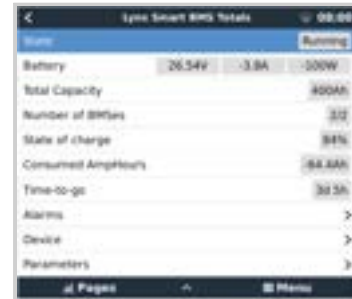 Lynx Smart BMS Totals 08:00
State Running
Battery 26.54V -3.8A -100W
Total Capacity 400Ah
Number of BMSes 2/2
State of charge 84%
Consumed AmpHours -64.4Ah
Time-to-go 3d 5h
Alarms
Device
Parameters
Pages Menu